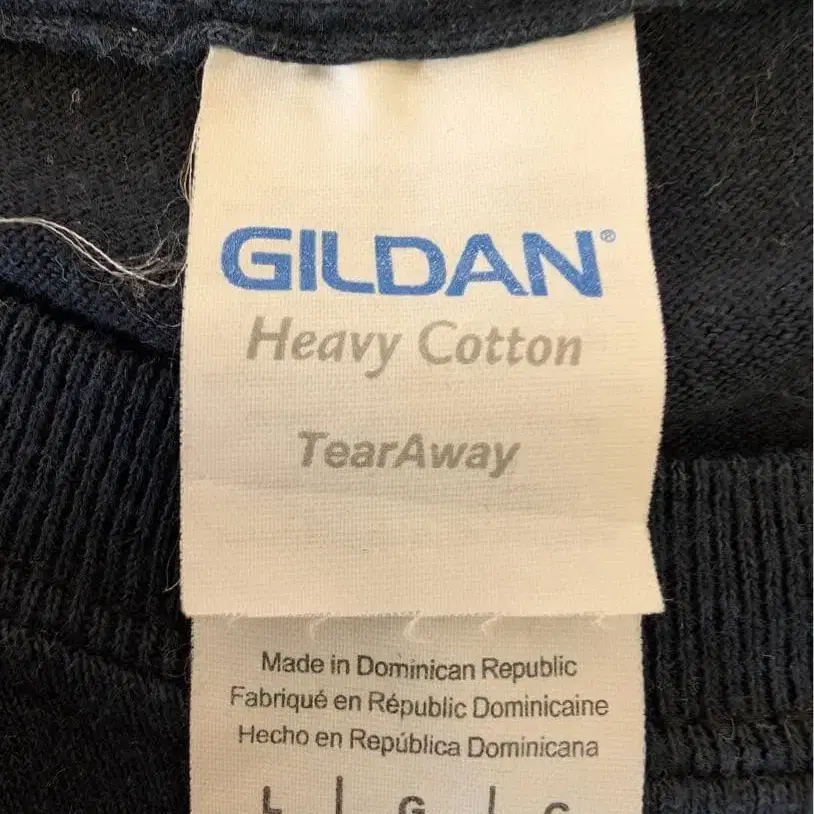 GILDAN®
Heavy Cotton
TearAway
Made in Dominican Republic
Fabriqué en Républic Dominicaine
Hecho en República Dominicana